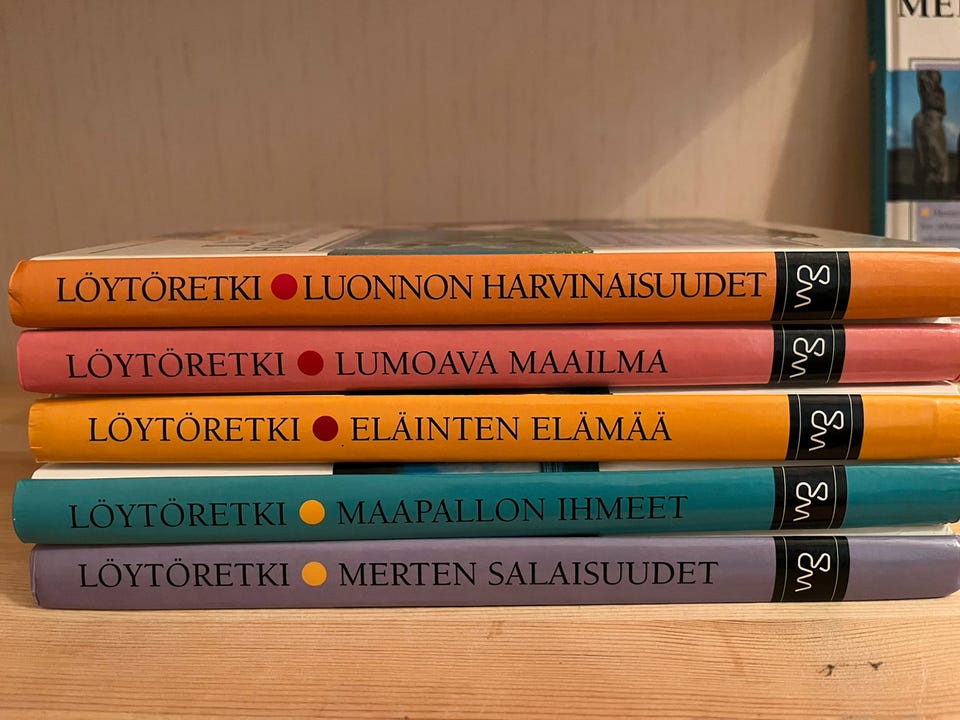 LÖYTÖRETKI ● LUONNON HARVINAISUUDET
LÖYTÖRETKI ● LUMOAVA MAAILMA
LÖYTÖRETKI ● ELÄINTEN ELÄMÄÄ
LÖYTÖRETKI ● MAAPALLON IHMEET
LÖYTÖRETKI ● MERTEN SALAISUUDET